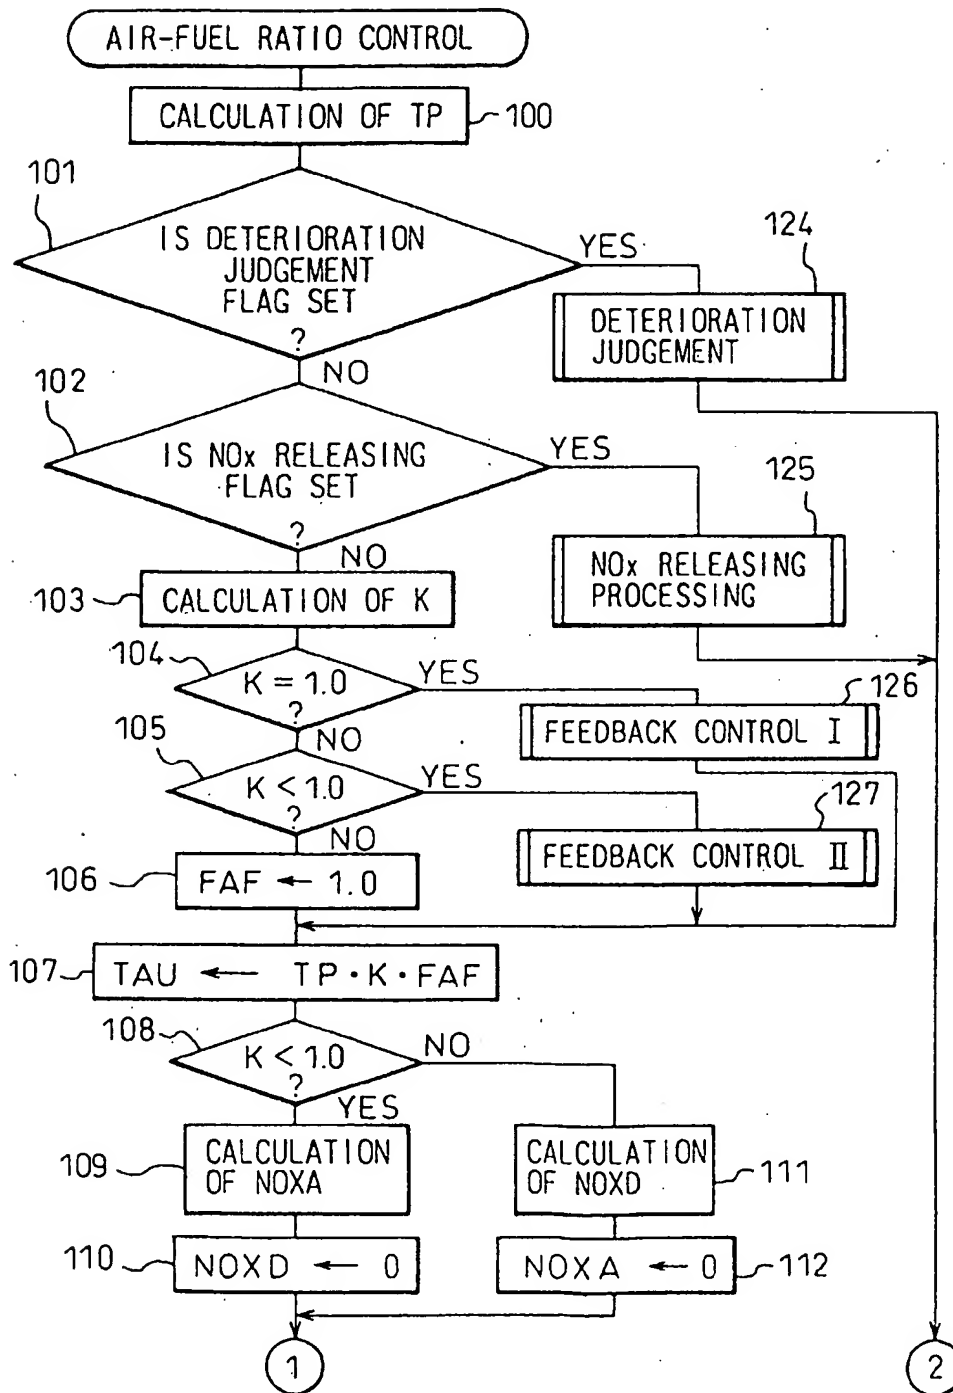 AIR-FUEL RATIO CONTROL
CALCULATION OF TP
100
101
IS DETERIORATION
JUDGEMENT
FLAG SET
?
YES
124
DETERIORATION
JUDGEMENT
NO
102
IS NOx RELEASING
FLAG SET
?
YES
125
NOx RELEASING
PROCESSING
NO
103
CALCULATION OF K
104
K = 1.0
?
YES
126
FEEDBACK CONTROL I
NO
105
K < 1.0
?
YES
127
FEEDBACK CONTROL II
NO
106
FAF ← 1.0
107
TAU ← TP・K・FAF
108
K < 1.0
?
NO
YES
109
CALCULATION
OF NOXA
CALCULATION
OF NOXD
111
110
NOXD ← 0
NOXA ← 0
112
1
2